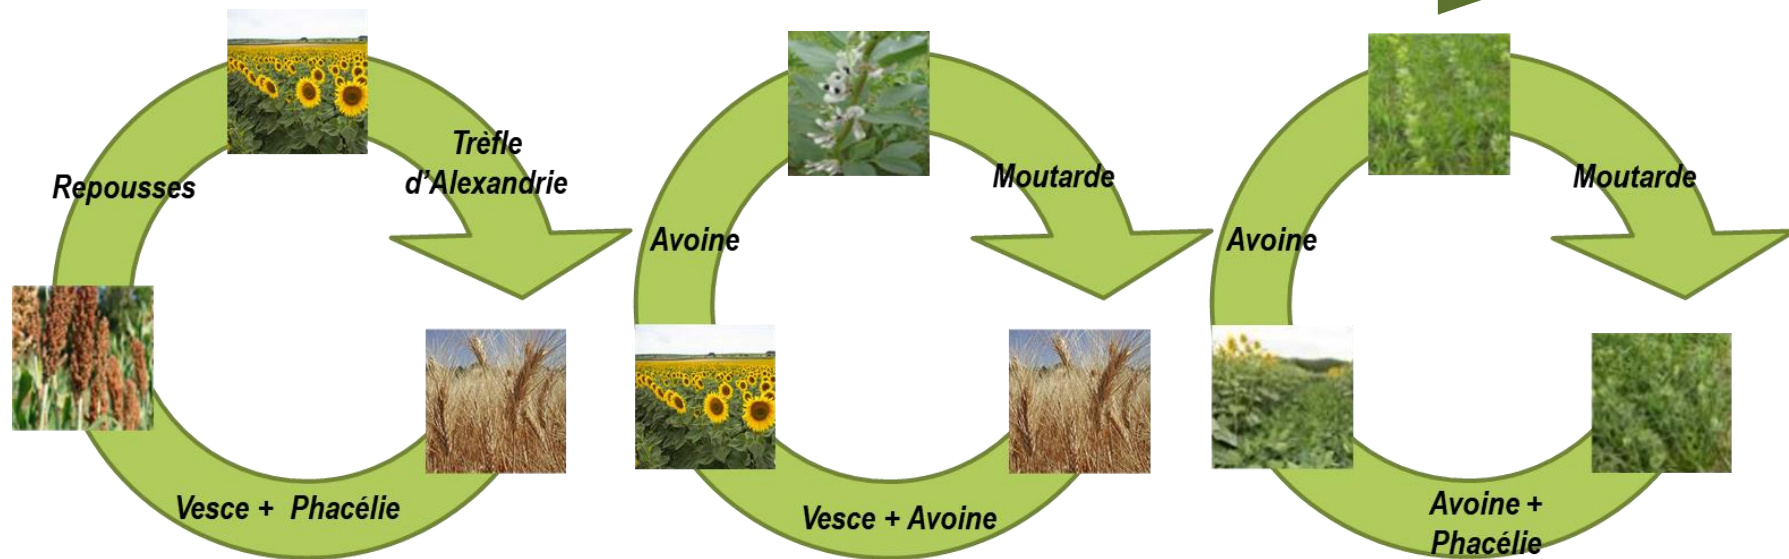 Repousses
Trèfle
d'Alexandrie
Vesce + Phacélie
Avoine
Moutarde
Vesce + Avoine
Avoine
Moutarde
Avoine +
Phacélie